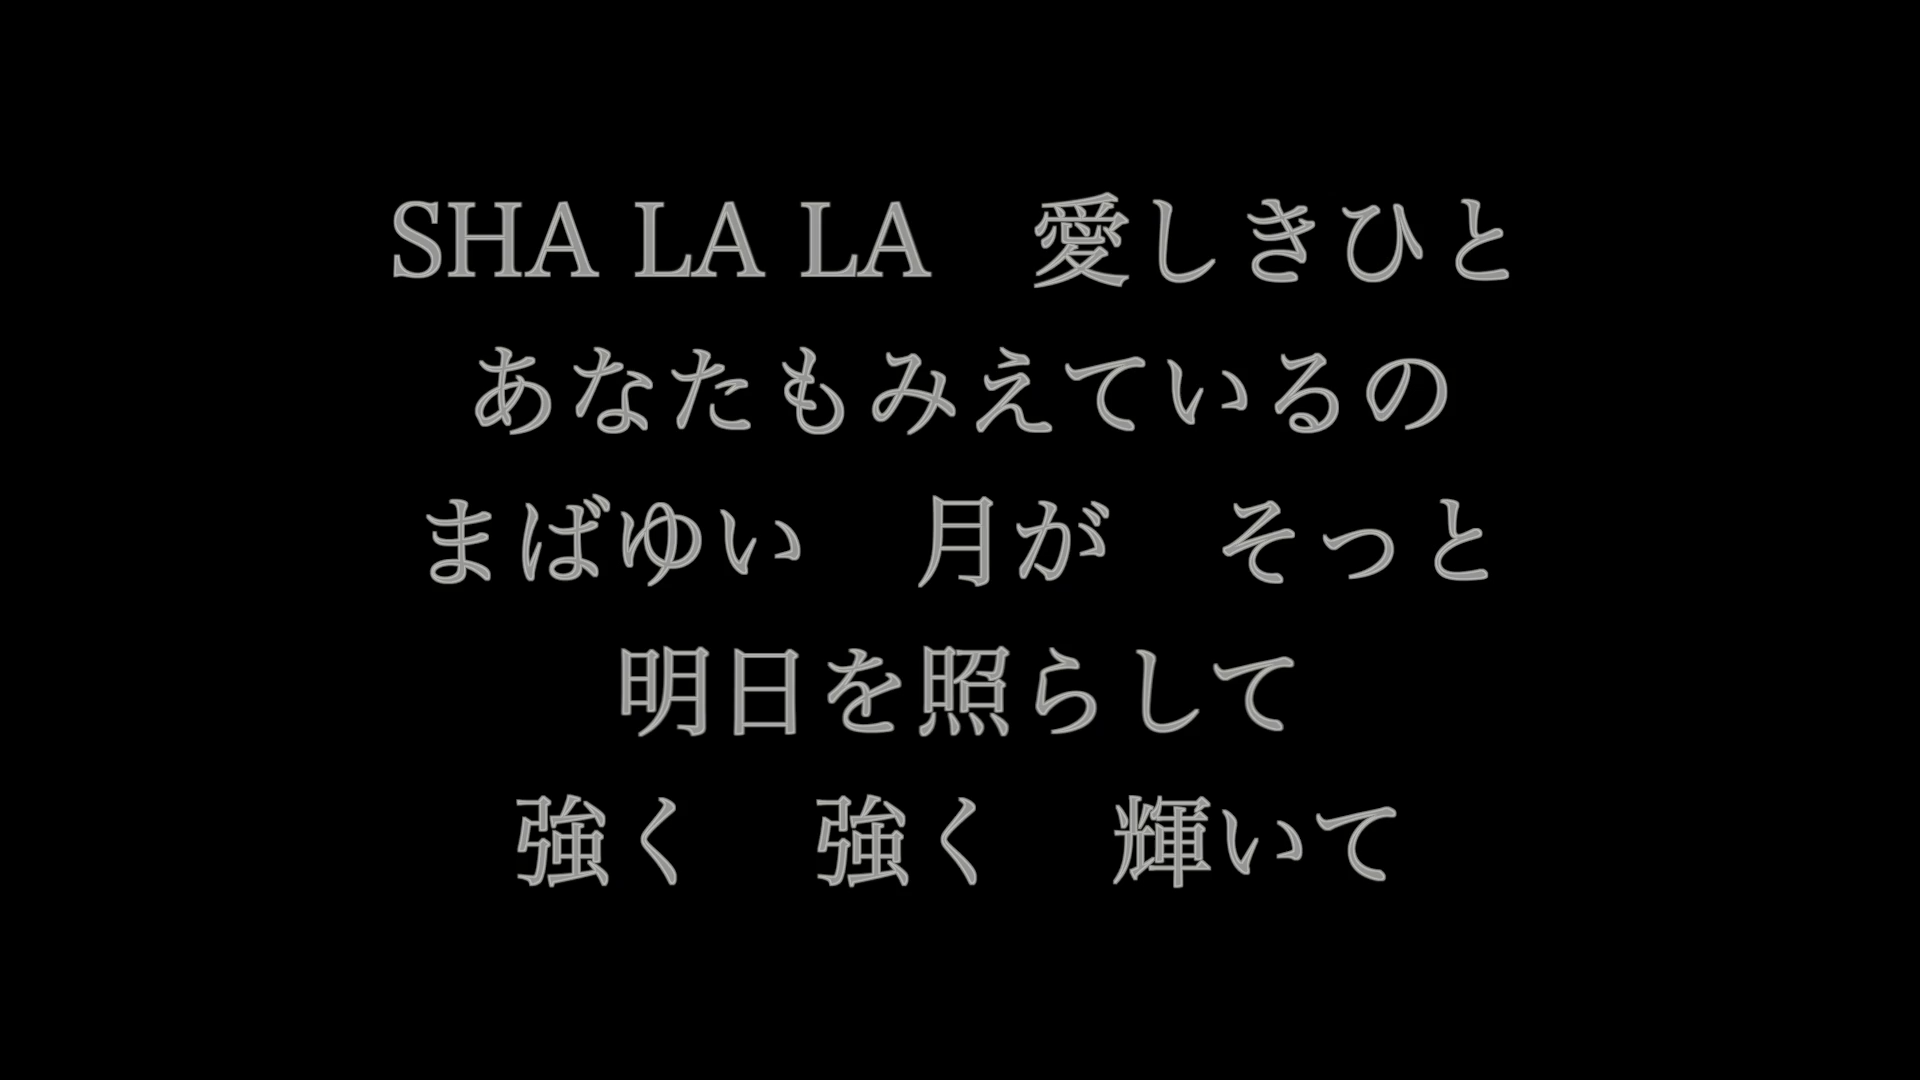 SHA LA LA　愛しきひと
あなたもみえているの
まばゆい　月が　そっと
明日を照らして
強く　強く　輝いて